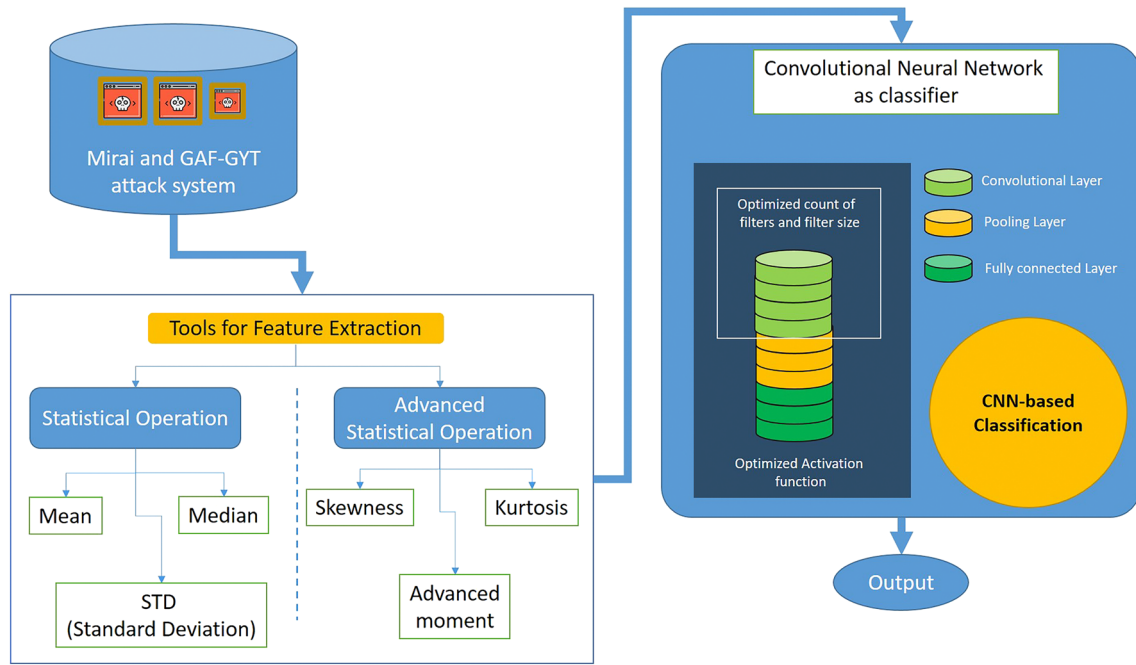 Mirai and GAF-GYT
attack system
Tools for Feature Extraction
Statistical Operation
Advanced
Statistical Operation
Mean
Median
STD
(Standard Deviation)
Skewness
Kurtosis
Advanced
moment
Convolutional Neural Network
as classifier
Optimized count of
filters and filter size
Optimized Activation
function
Convolutional Layer
Pooling Layer
Fully connected Layer
CNN-based
Classification
Output